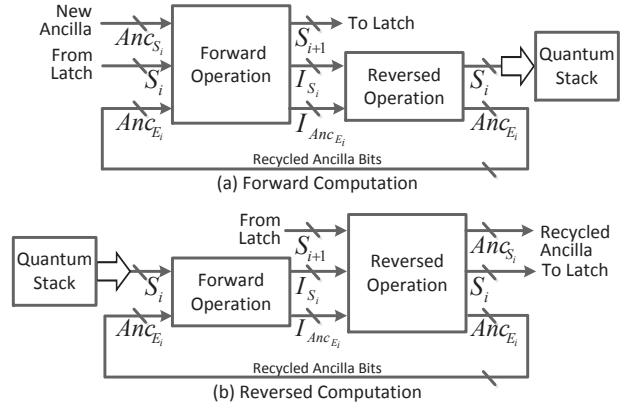 New Ancilla
Anc_{S_i}
From Latch
S_i
Anc_{E_i}
Forward Operation
S_{i+1}
To Latch
I_{S_i}
I_{Anc_{E_i}}
Reversed Operation
S_i
Anc_{E_i}
Quantum Stack
Recycled Ancilla Bits
(a) Forward Computation
Quantum Stack
S_i
Anc_{E_i}
Forward Operation
From Latch
S_{i+1}
I_{S_i}
I_{Anc_{E_i}}
Reversed Operation
Anc_{S_i}
Recycled Ancilla
S_i
To Latch
Anc_{E_i}
Recycled Ancilla Bits
(b) Reversed Computation